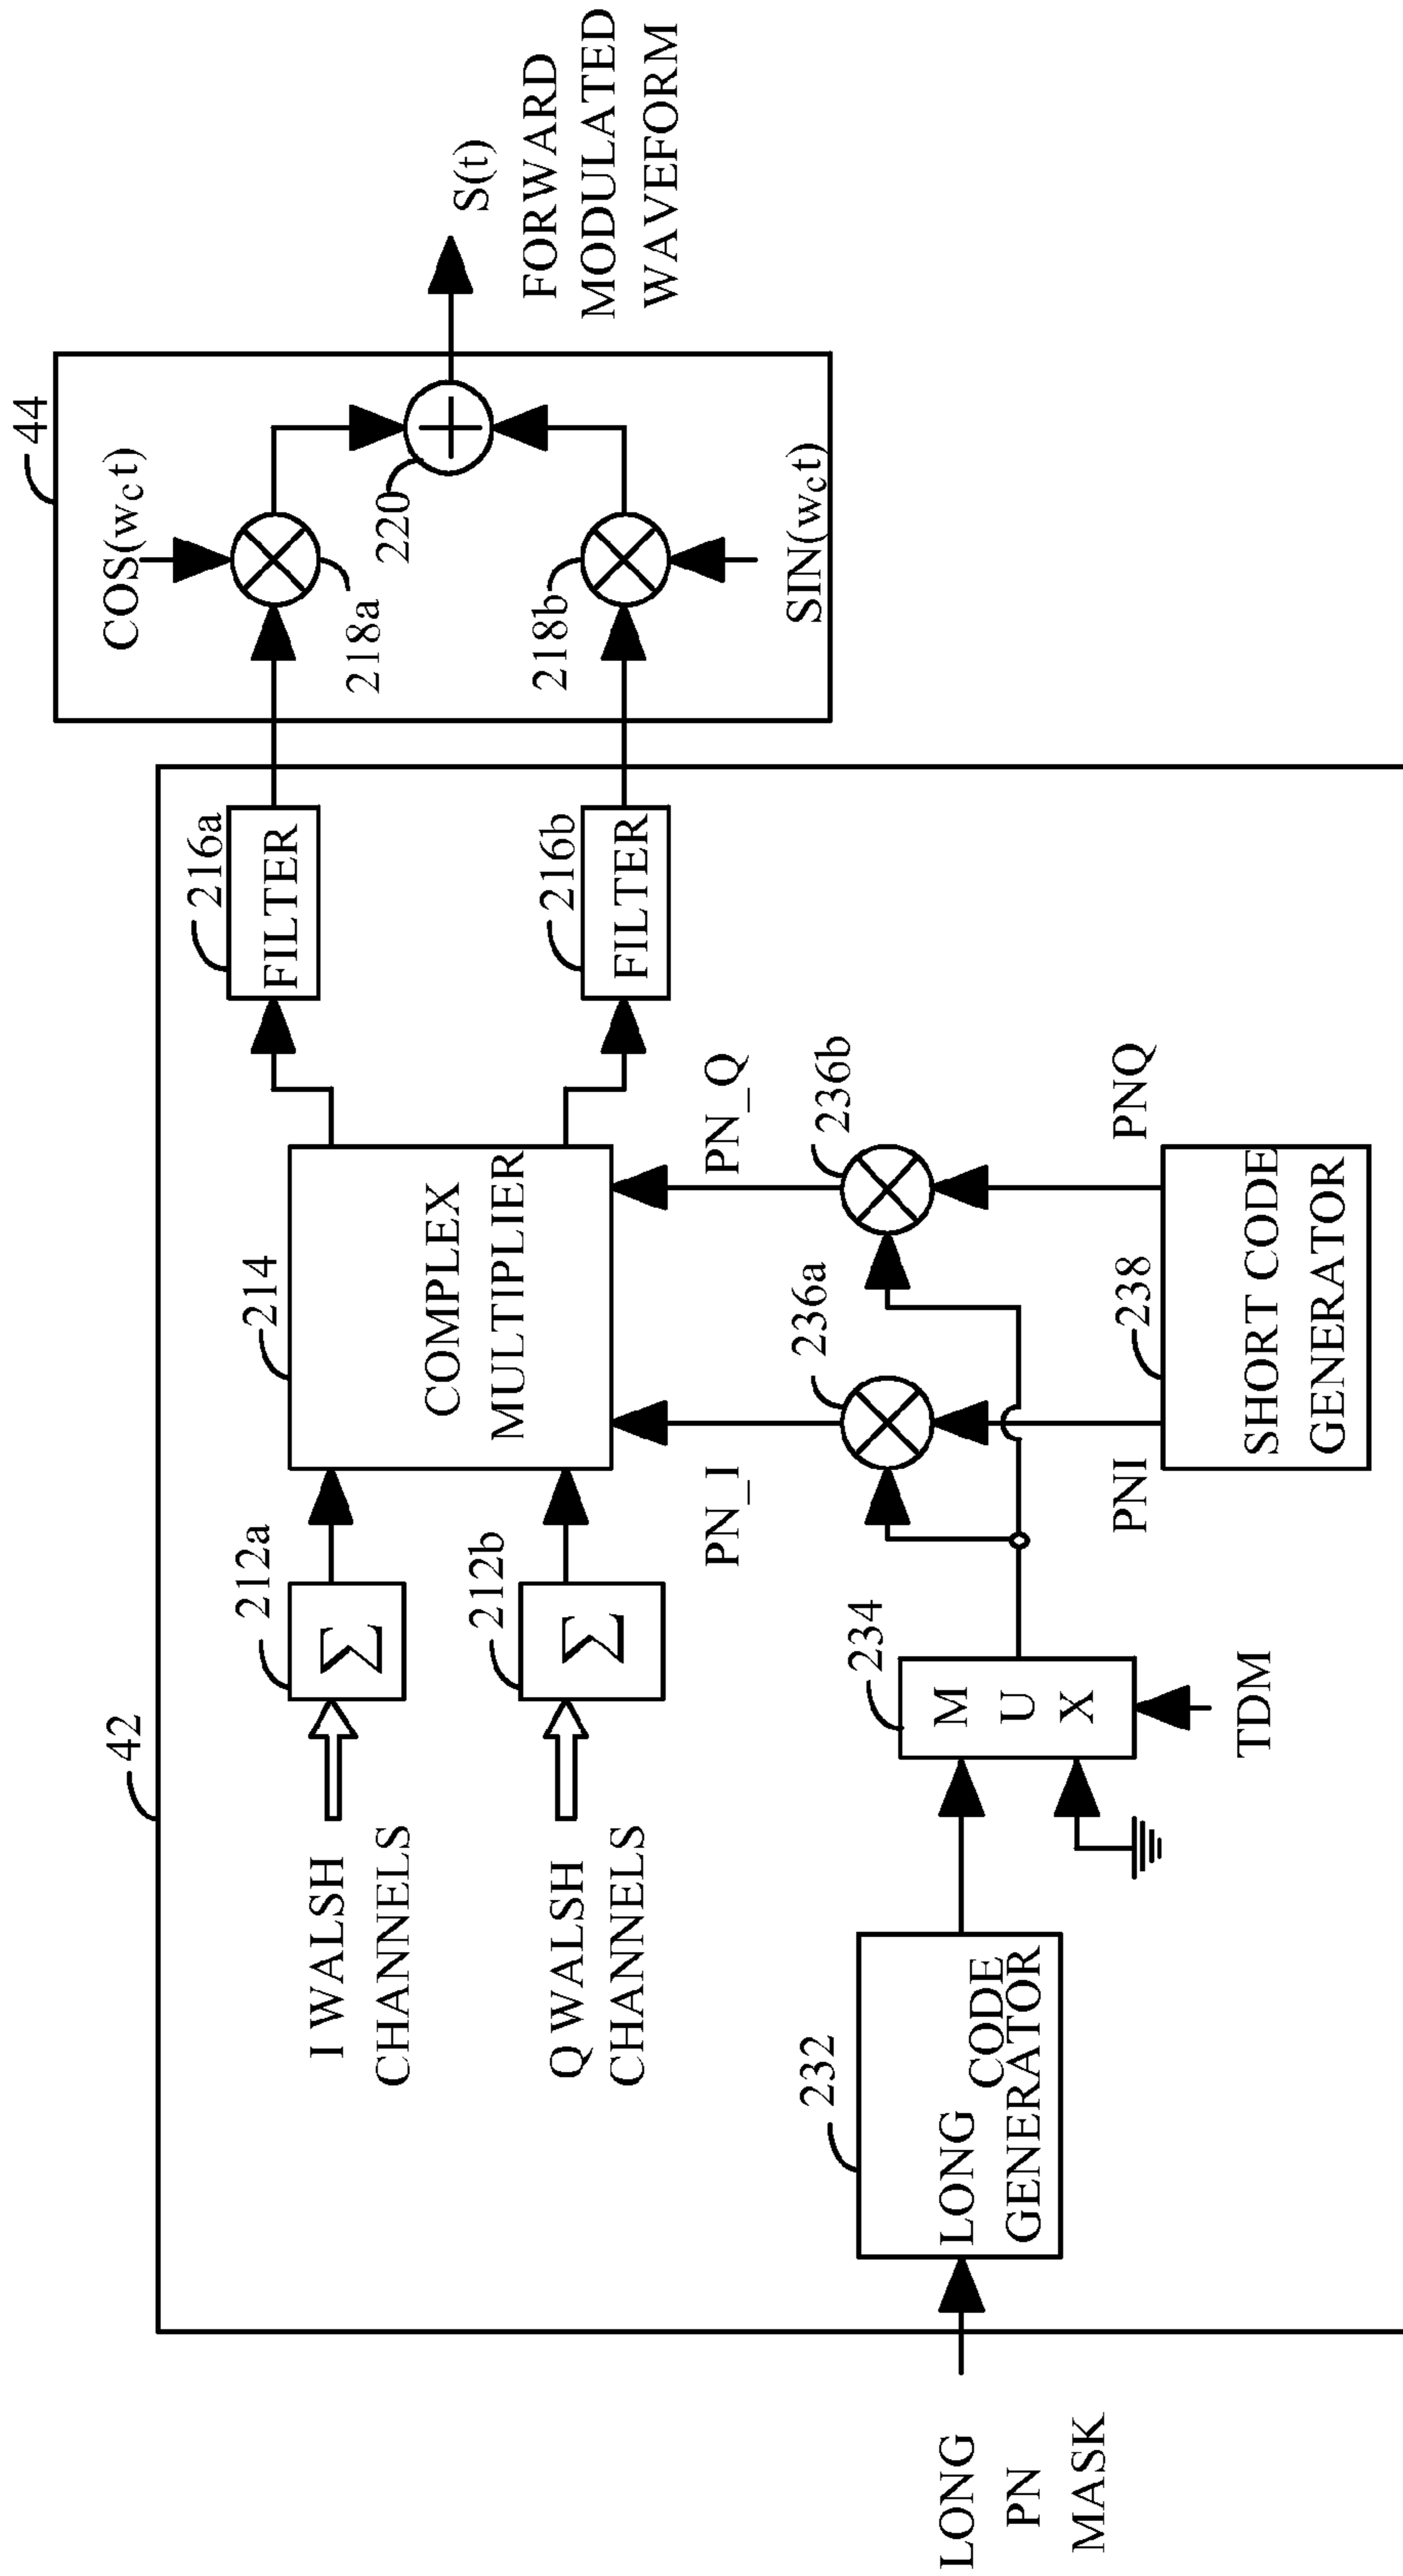 42
44
I WALSH
CHANNELS
212a
Σ
214
COMPLEX
MULTIPLIER
216a
FILTER
COS(wct)
218a
220
S(t)
FORWARD
MODULATED
WAVEFORM
Q WALSH
CHANNELS
212b
Σ
216b
FILTER
218b
SIN(wct)
PN_I
PN_Q
LONG
PN
MASK
232
LONG
CODE
GENERATOR
234
M
U
X
TDM
236a
236b
PNI
PNQ
238
SHORT CODE
GENERATOR